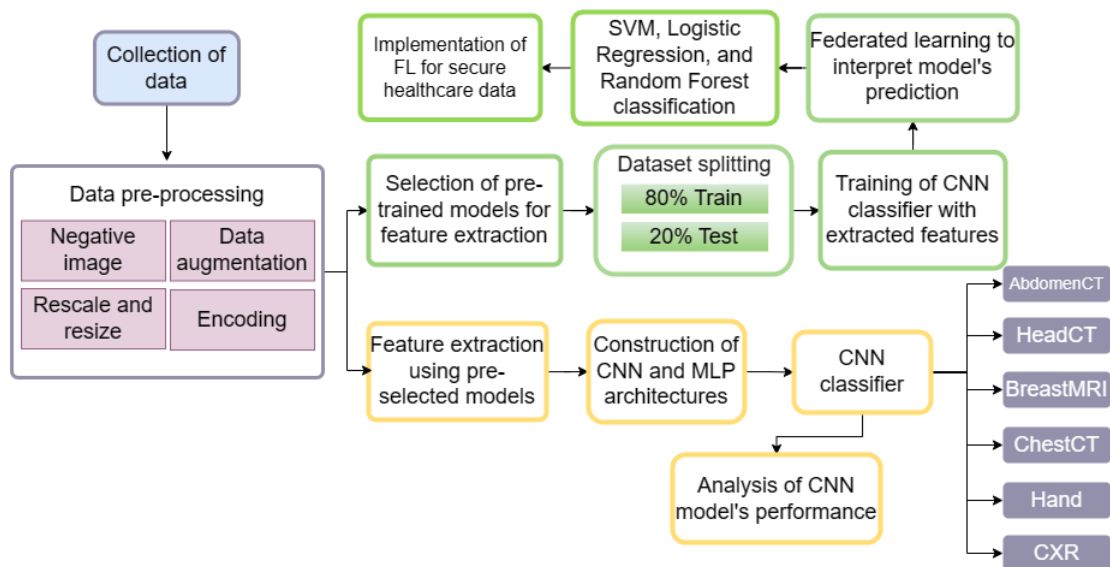 Collection of
data
Data pre-processing
Negative
image
Data
augmentation
Rescale and
resize
Encoding
Implementation of
FL for secure
healthcare data
SVM, Logistic
Regression, and
Random Forest
classification
Federated learning to
interpret model's
prediction
Selection of pre-
trained models for
feature extraction
Dataset splitting
80% Train
20% Test
Training of CNN
classifier with
extracted features
Feature extraction
using pre-
selected models
Construction of
CNN and MLP
architectures
CNN
classifier
Analysis of CNN
model's performance
AbdomenCT
HeadCT
BreastMRI
ChestCT
Hand
CXR